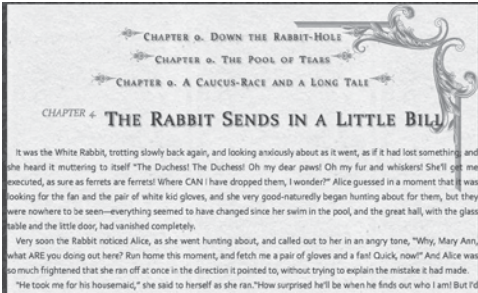 CHAPTER 0. DOWN THE RABBIT-HOLE
CHAPTER 0. THE POOL OF TEARS
CHAPTER 0. A CAUCUS-RACE AND A LONG TALE
CHAPTER 4 THE RABBIT SENDS IN A LITTLE BILL
It was the White Rabbit, trotting slowly back again, and looking anxiously about as it went, as if it had lost something; and
she heard it muttering to itself "The Duchess! The Duchess! Oh my dear paws! Oh my fur and whiskers! She'll get me
executed, as sure as ferrets are ferrets! Where CAN I have dropped them, I wonder?" Alice guessed in a moment that it was
looking for the fan and the pair of white kid gloves, and she very good-naturedly began hunting about for them, but they
were nowhere to be seen—everything seemed to have changed since her swim in the pool, and the great hall, with the glass
table and the little door, had vanished completely.
Very soon the Rabbit noticed Alice, as she went hunting about, and called out to her in an angry tone, "Why, Mary Ann,
what ARE you doing out here? Run home this moment, and fetch me a pair of gloves and a fan! Quick, now!" And Alice was
so much frightened that she ran off at once in the direction it pointed to, without trying to explain the mistake it had made.
"He took me for his housemaid," she said to herself as she ran."How surprised he'll be when he finds out who I am! But I'd